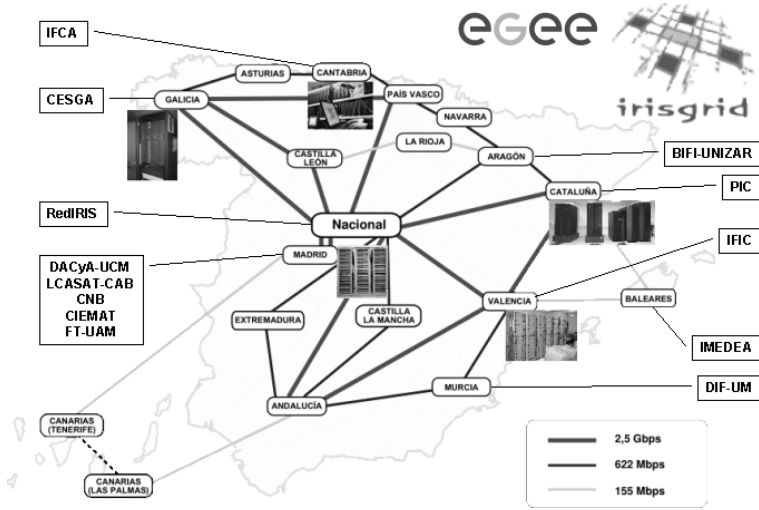 IFCA
egee
ASTURIAS
CANTABRIA
CESGA
GALICIA
PAÍS VASCO
irisgrid
NAVARRA
LA RIOJA
CASTILLA
LEÓN
ARAGÓN
BIFI-UNIZAR
CATALUÑA
PIC
RedIRIS
Nacional
IFIC
MADRID
DACyA-UCM
LCASAT-CAB
CNB
CIEMAT
FT-UAM
VALENCIA
BALEARES
EXTREMADURA
CASTILLA
LA MANCHA
IMEDEA
MURCIA
DIF-UM
ANDALUCÍA
CANARIAS
(TENERIFE)
CANARIAS
(LAS PALMAS)
2,5 Gbps
622 Mbps
155 Mbps